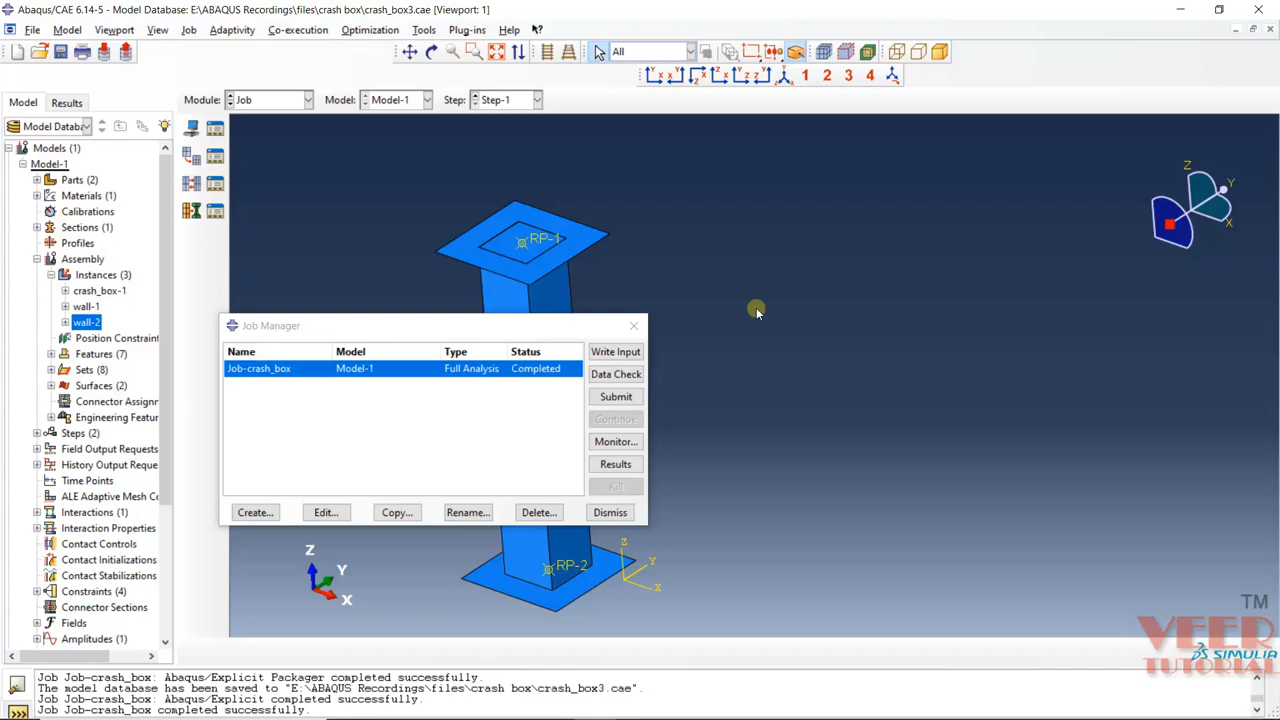 Abaqus/CAE 6.14-5 - Model Database: E:\ABAQUS Recordings\files\crash box\crash_box3.cae [Viewport: 1]
File Model Viewport View Job Adaptivity Co-execution Optimization Tools Plug-ins Help
All
1 2 3 4
Model Results Module: Job Model: Model-1 Step: Step-1
Model Databa
Models (1)
Model-1
Parts (2)
Materials (1)
Calibrations
Sections (1)
Profiles
Assembly
Instances (3)
crash_box-1
wall-1
wall-2
Position Constraint
Features (7)
Sets (8)
Surfaces (2)
Connector Assign
Engineering Featur
Steps (2)
Field Output Requests
History Output Reque
Time Points
ALE Adaptive Mesh Co
Interactions (1)
Interaction Properties
Contact Controls
Contact Initializations
Contact Stabilizations
Constraints (4)
Connector Sections
Fields
Amplitudes (1)
Z
Y
X
RP-1
Job Manager
Name Model Type Status
Job-crash_box Model-1 Full Analysis Completed
Write Input
Data Check
Submit
Continue
Monitor...
Results
Kill
Create... Edit... Copy... Rename... Delete... Dismiss
RP-2
Z
Y
X
Z
Y
X
TM
VEER
SIMULIA
TUTORIAL
Job Job-crash_box: Abaqus/Explicit Packager completed successfully.
The model database has been saved to "E:\ABAQUS Recordings\files\crash box\crash_box3.cae".
Job Job-crash_box: Abaqus/Explicit completed successfully.
Job Job-crash_box completed successfully.